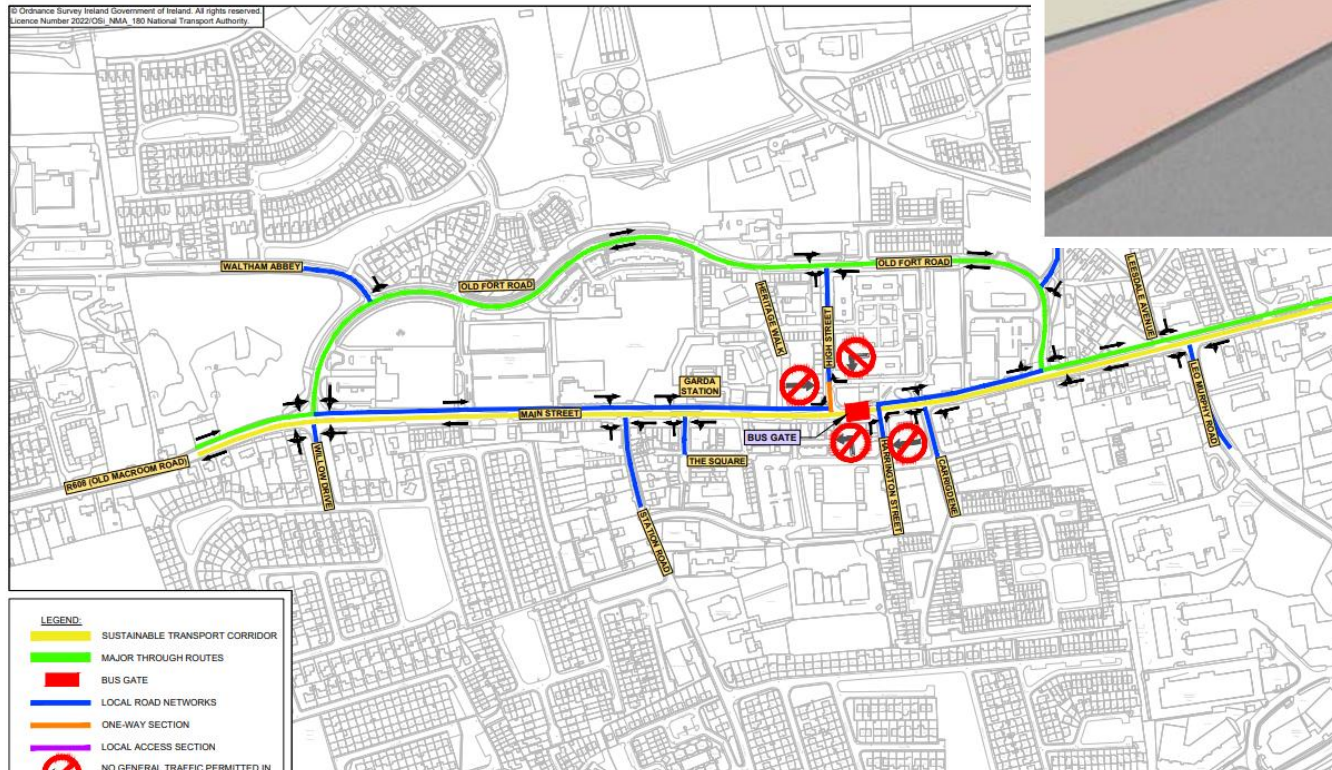 © Ordnance Survey Ireland Government of Ireland. All rights reserved.
Licence Number 2022/OSi_NMA_180 National Transport Authority.
WALTHAM ABBEY
OLD FORT ROAD
OLD FORT ROAD
LEESDALE AVENUE
HERITAGE WALK
HIGH STREET
GARDA
STATION
MAIN STREET
BUS GATE
THE SQUARE
R608 (OLD MACROOM ROAD)
WILLOW DRIVE
STATION ROAD
HARRINGTON STREET
CARRIGDENE
LEO MURPHY ROAD
LEGEND:
SUSTAINABLE TRANSPORT CORRIDOR
MAJOR THROUGH ROUTES
BUS GATE
LOCAL ROAD NETWORKS
ONE-WAY SECTION
LOCAL ACCESS SECTION
NO GENERAL TRAFFIC PERMITTED IN